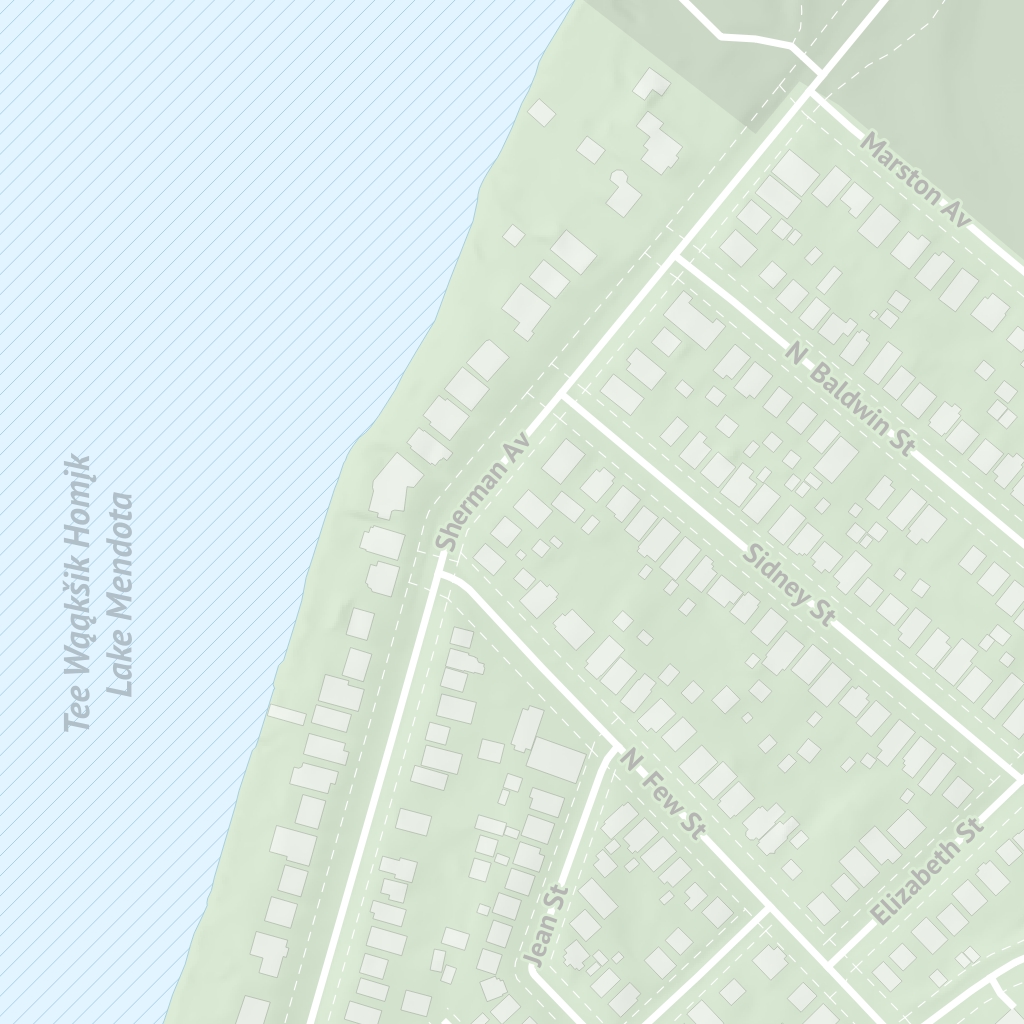 Marston Av
N Baldwin St
Sherman Av
Tee Wąąkšik Homįk
Lake Mendota
Sidney St
N Few St
Elizabeth St
Jean St